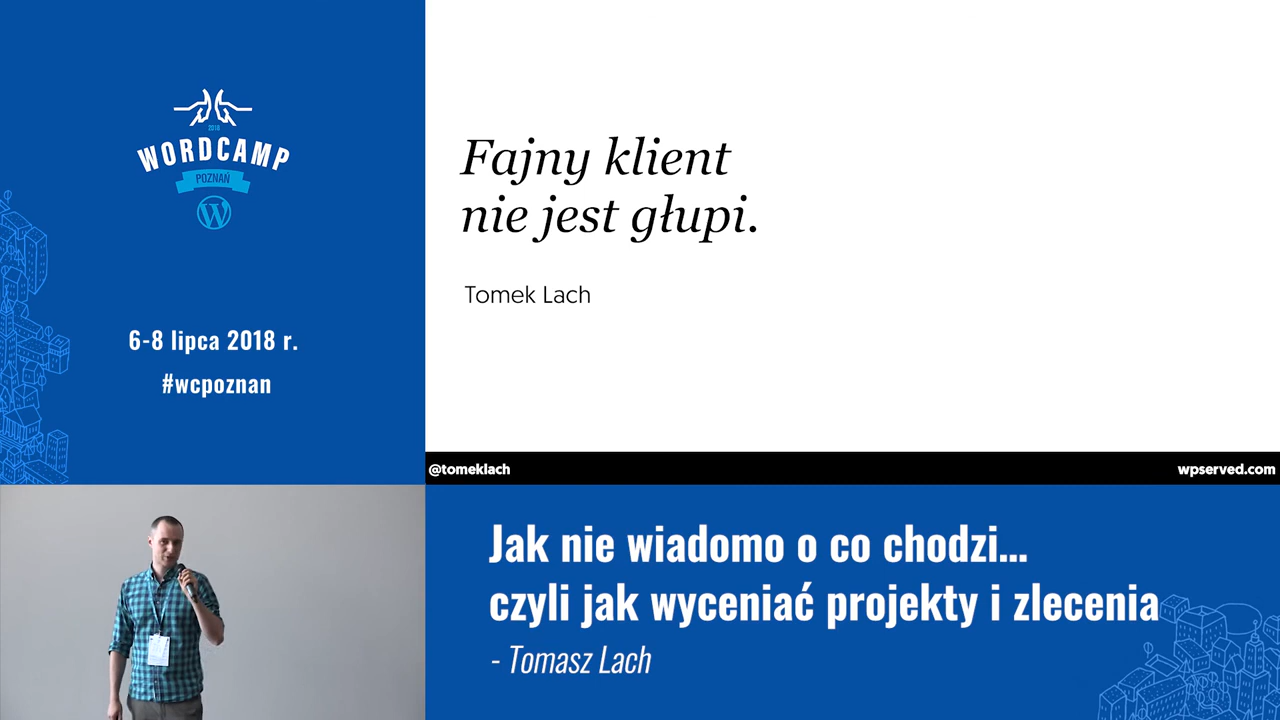 2018
WORDCAMP
POZNAŃ
6-8 lipca 2018 r.
#wcpoznan
Fajny klient
nie jest głupi.
Tomek Lach
@tomeklach
wpserved.com
Jak nie wiadomo o co chodzi...
czyli jak wyceniać projekty i zlecenia
- Tomasz Lach